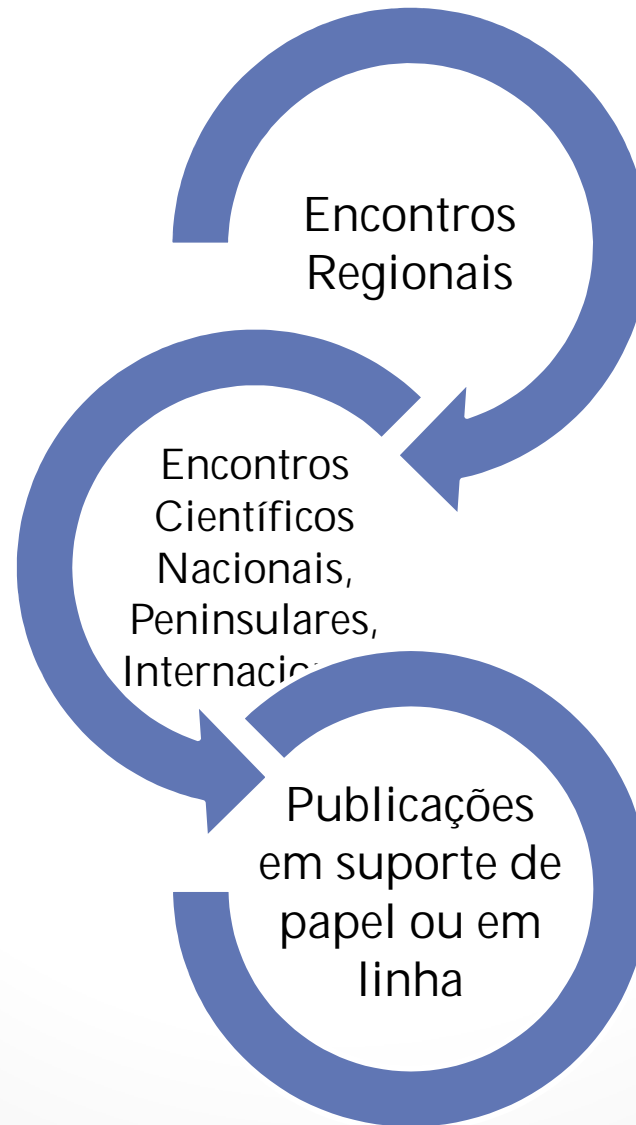 Encontros
Regionais
Encontros
Científicos
Nacionais,
Peninsulares,
Publicações
em suporte de
papel ou em
linha